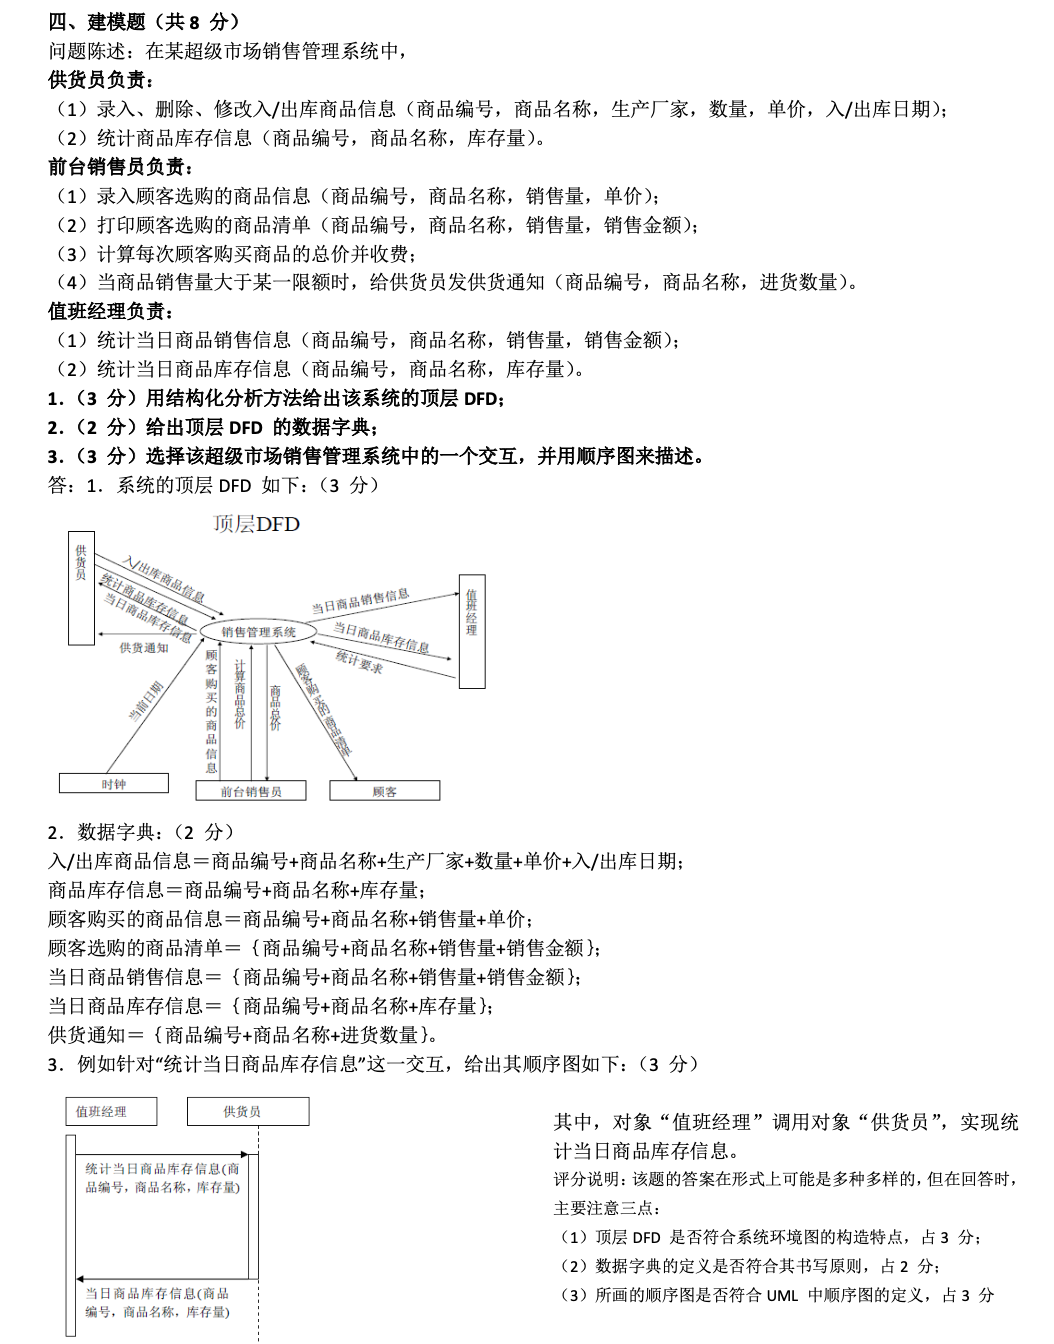 四、建模题（共 8 分）
问题陈述：在某超级市场销售管理系统中，
供货员负责：
（1）录入、删除、修改入/出库商品信息（商品编号，商品名称，生产厂家，数量，单价，入/出库日期）；
（2）统计商品库存信息（商品编号，商品名称，库存量）。
前台销售员负责：
（1）录入顾客选购的商品信息（商品编号，商品名称，销售量，单价）；
（2）打印顾客选购的商品清单（商品编号，商品名称，销售量，销售金额）；
（3）计算每次顾客购买商品的总价并收费；
（4）当商品销售量大于某一限额时，给供货员发供货通知（商品编号，商品名称，进货数量）。
值班经理负责：
（1）统计当日商品销售信息（商品编号，商品名称，销售量，销售金额）；
（2）统计当日商品库存信息（商品编号，商品名称，库存量）。
1．（3 分）用结构化分析方法给出该系统的顶层 DFD；
2．（2 分）给出顶层 DFD 的数据字典；
3．（3 分）选择该超级市场销售管理系统中的一个交互，并用顺序图来描述。
答：1．系统的顶层 DFD 如下：（3 分）
顶层DFD
供货员
入/出库商品信息
统计商品库存信息
当日商品库存信息
供货通知
销售管理系统
当日商品销售信息
当日商品库存信息
统计要求
值班经理
当前日期
顾客购买的商品信息
计算商品总价
商品总价
顾客购买的商品清单
时钟
前台销售员
顾客
2．数据字典：（2 分）
入/出库商品信息＝商品编号+商品名称+生产厂家+数量+单价+入/出库日期；
商品库存信息＝商品编号+商品名称+库存量；
顾客购买的商品信息＝商品编号+商品名称+销售量+单价；
顾客选购的商品清单＝｛商品编号+商品名称+销售量+销售金额｝；
当日商品销售信息＝｛商品编号+商品名称+销售量+销售金额｝；
当日商品库存信息＝｛商品编号+商品名称+库存量｝；
供货通知＝｛商品编号+商品名称+进货数量｝。
3．例如针对“统计当日商品库存信息”这一交互，给出其顺序图如下：（3 分）
值班经理
供货员
统计当日商品库存信息(商
品编号，商品名称，库存量)
当日商品库存信息(商品
编号，商品名称，库存量)
其中，对象“值班经理”调用对象“供货员”，实现统
计当日商品库存信息。
评分说明：该题的答案在形式上可能是多种多样的，但在回答时，
主要注意三点：
（1）顶层 DFD 是否符合系统环境图的构造特点，占 3 分；
（2）数据字典的定义是否符合其书写原则，占 2 分；
（3）所画的顺序图是否符合 UML 中顺序图的定义，占 3 分